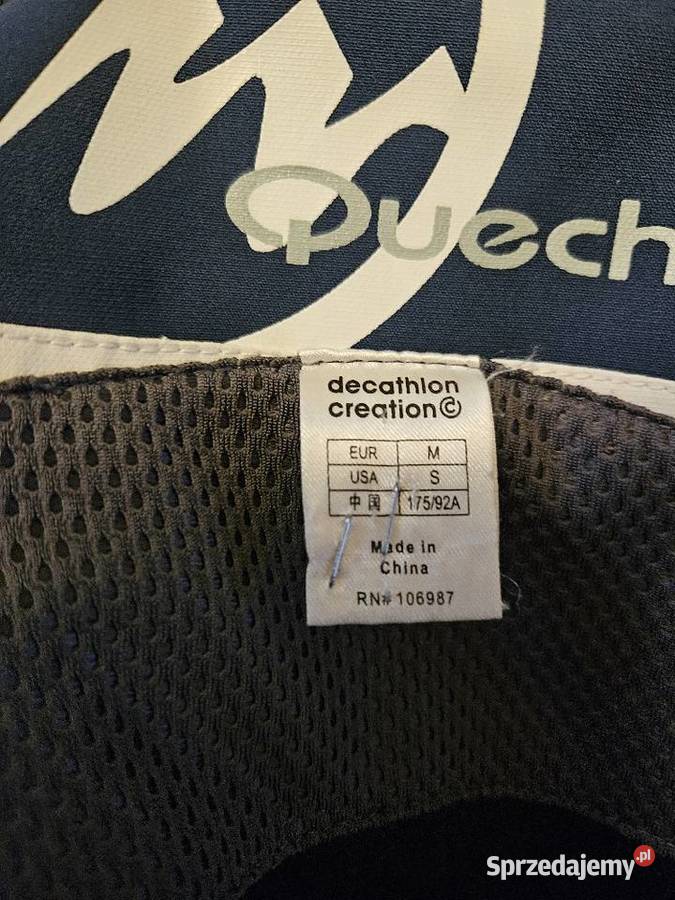 Quech
decathlon
creation©
EUR M
USA S
中国 175/92A
Made in
China
RN# 106987
Sprzedajemy.pl